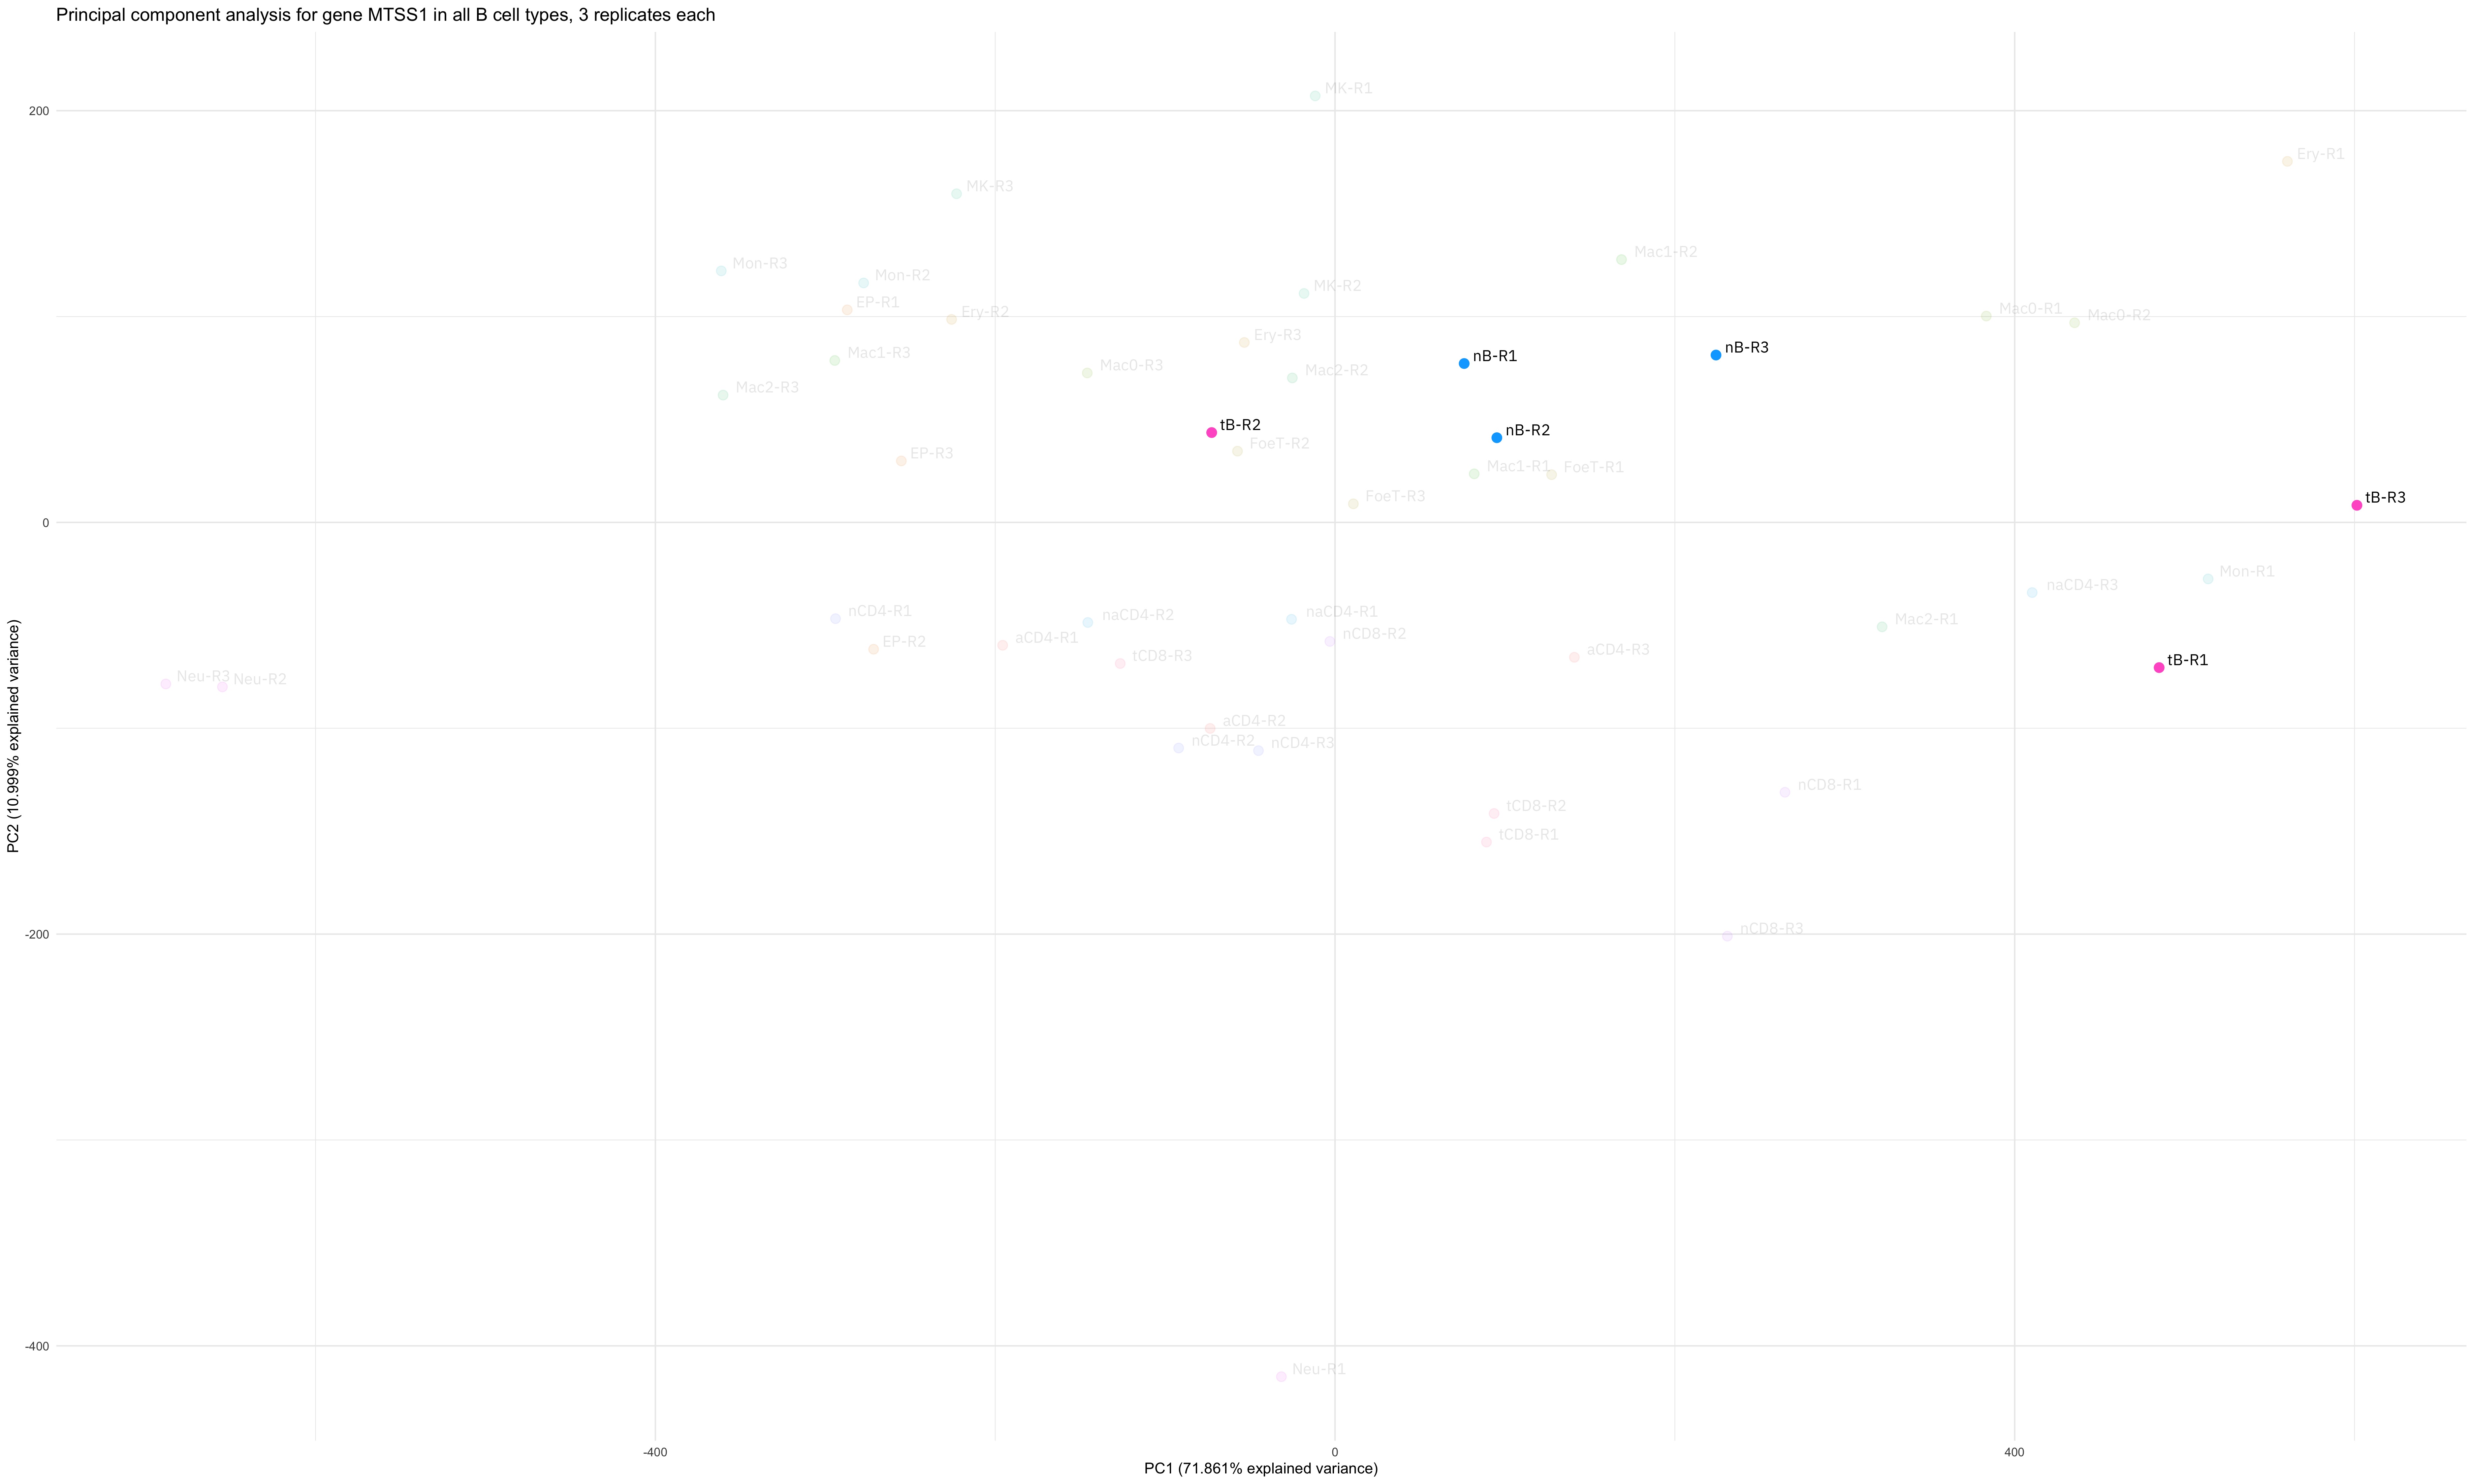 Principal component analysis for gene MTSS1 in all B cell types, 3 replicates each
MK-R1
200
Ery-R1
MK-R3
Mac1-R2
Mon-R3
Mon-R2
MK-R2
EP-R1
Ery-R2
Mac0-R1
Mac0-R2
Ery-R3
nB-R3
Mac1-R3
nB-R1
Mac0-R3
Mac2-R2
Mac2-R3
tB-R2
nB-R2
FoeT-R2
EP-R3
Mac1-R1
FoeT-R1
FoeT-R3
tB-R3
0
Mon-R1
naCD4-R3
nCD4-R1
naCD4-R2
naCD4-R1
Mac2-R1
nCD8-R2
aCD4-R1
EP-R2
aCD4-R3
tCD8-R3
tB-R1
Neu-R3
Neu-R2
aCD4-R2
nCD4-R2
nCD4-R3
nCD8-R1
tCD8-R2
tCD8-R1
nCD8-R3
-200
-400
Neu-R1
PC2 (10.999% explained variance)
-400
0
400
PC1 (71.861% explained variance)